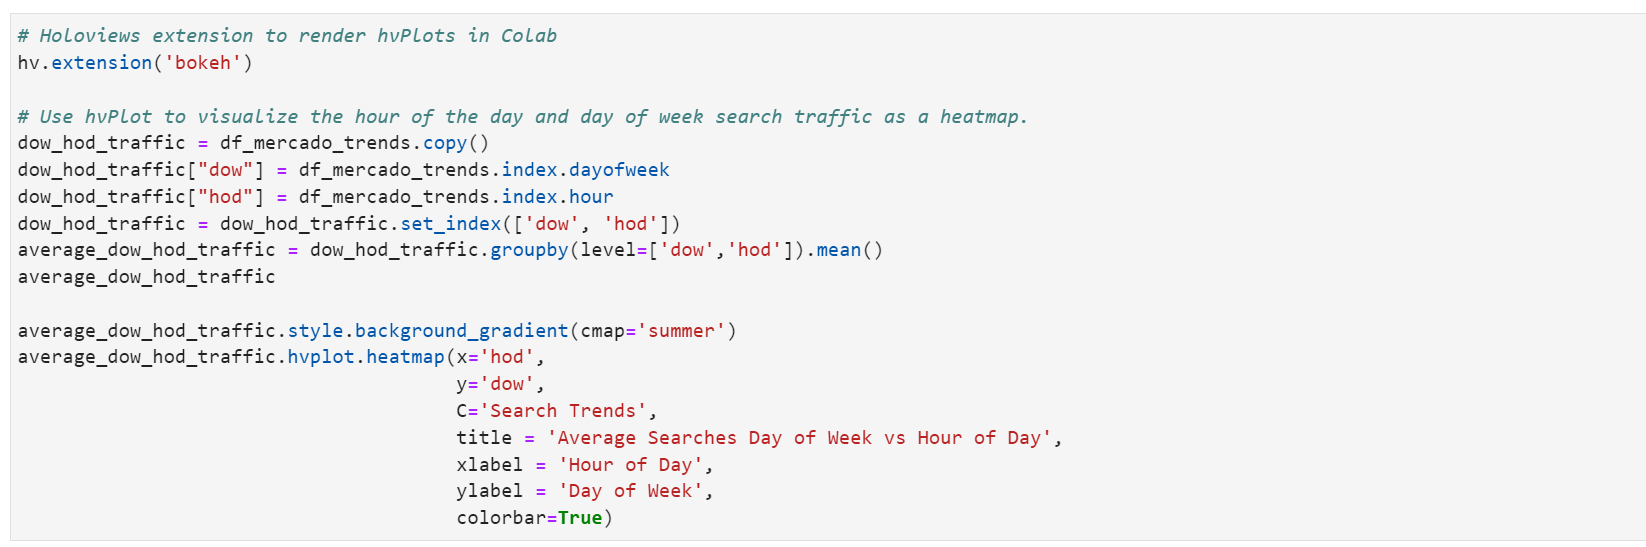 # Holoviews extension to render hvPlots in Colab
hv.extension('bokeh')
# Use hvPlot to visualize the hour of the day and day of week search traffic as a heatmap.
dow_hod_traffic = df_mercado_trends.copy()
dow_hod_traffic["dow"] = df_mercado_trends.index.dayofweek
dow_hod_traffic["hod"] = df_mercado_trends.index.hour
dow_hod_traffic = dow_hod_traffic.set_index(['dow', 'hod'])
average_dow_hod_traffic = dow_hod_traffic.groupby(level=['dow','hod']).mean()
average_dow_hod_traffic
average_dow_hod_traffic.style.background_gradient(cmap='summer')
average_dow_hod_traffic.hvplot.heatmap(x='hod',
y='dow',
C='Search Trends',
title = 'Average Searches Day of Week vs Hour of Day',
xlabel = 'Hour of Day',
ylabel = 'Day of Week',
colorbar=True)